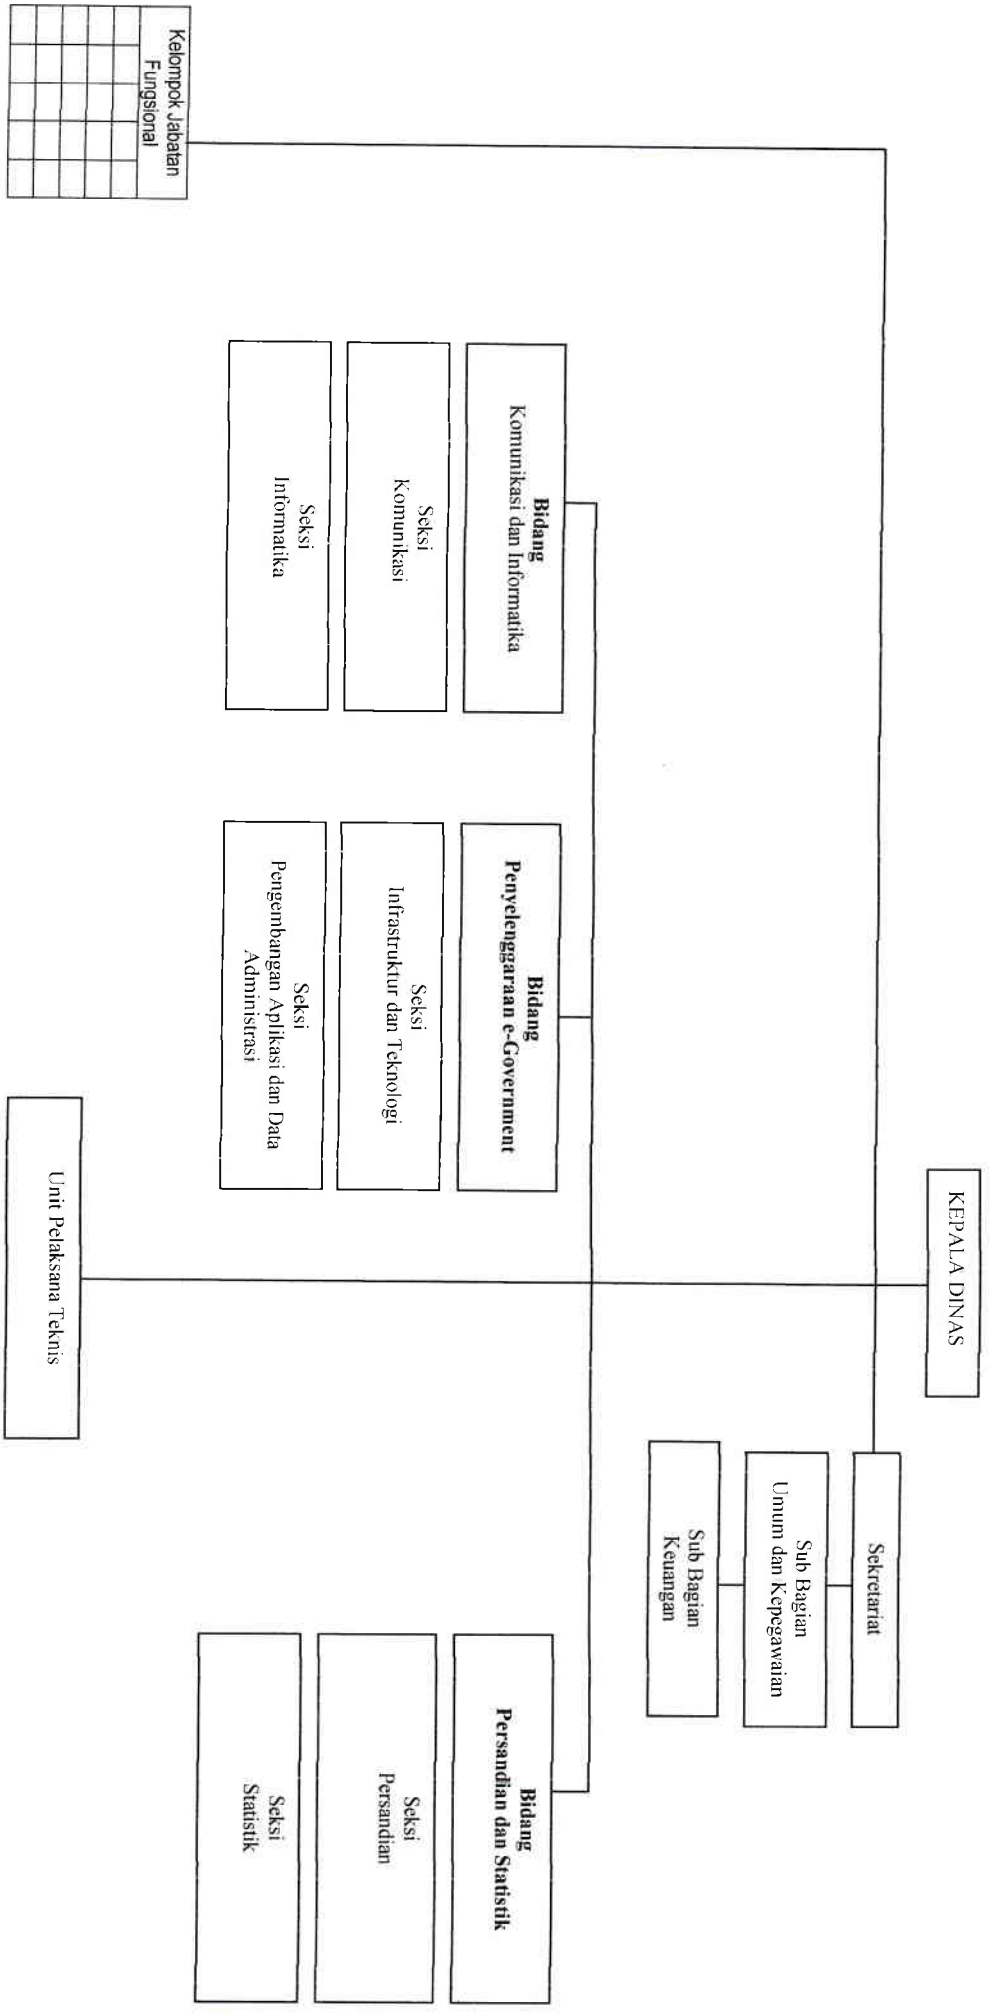 KEPALA DINAS
Sekretariat
Sub Bagian
Umum dan Kepegawaian
Sub Bagian
Keuangan
Kelompok Jabatan
Fungsional
Bidang
Komunikasi dan Informatika
Seksi
Komunikasi
Seksi
Informatika
Bidang
Penyelenggaraan e-Government
Seksi
Infrastruktur dan Teknologi
Seksi
Pengembangan Aplikasi dan Data
Administrasi
Bidang
Persandian dan Statistik
Seksi
Persandian
Seksi
Statistik
Unit Pelaksana Teknis